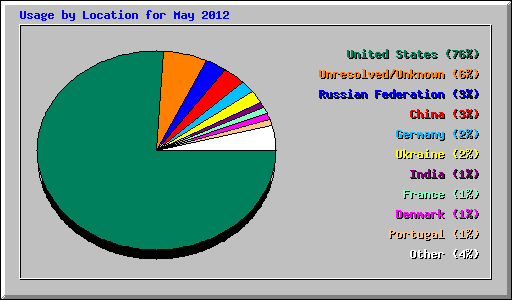 Usage by Location for May 2012
United States (76%)
Unresolved/Unknown (6%)
Russian Federation (3%)
China (3%)
Germany (2%)
Ukraine (2%)
India (1%)
France (1%)
Denmark (1%)
Portugal (1%)
Other (4%)